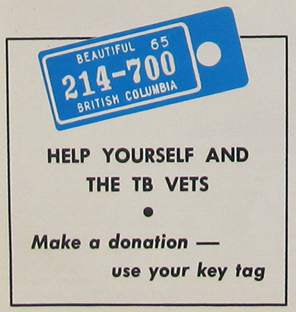 BEAUTIFUL 65
214-700
BRITISH COLUMBIA
HELP YOURSELF AND
THE TB VETS
●
Make a donation —
use your key tag